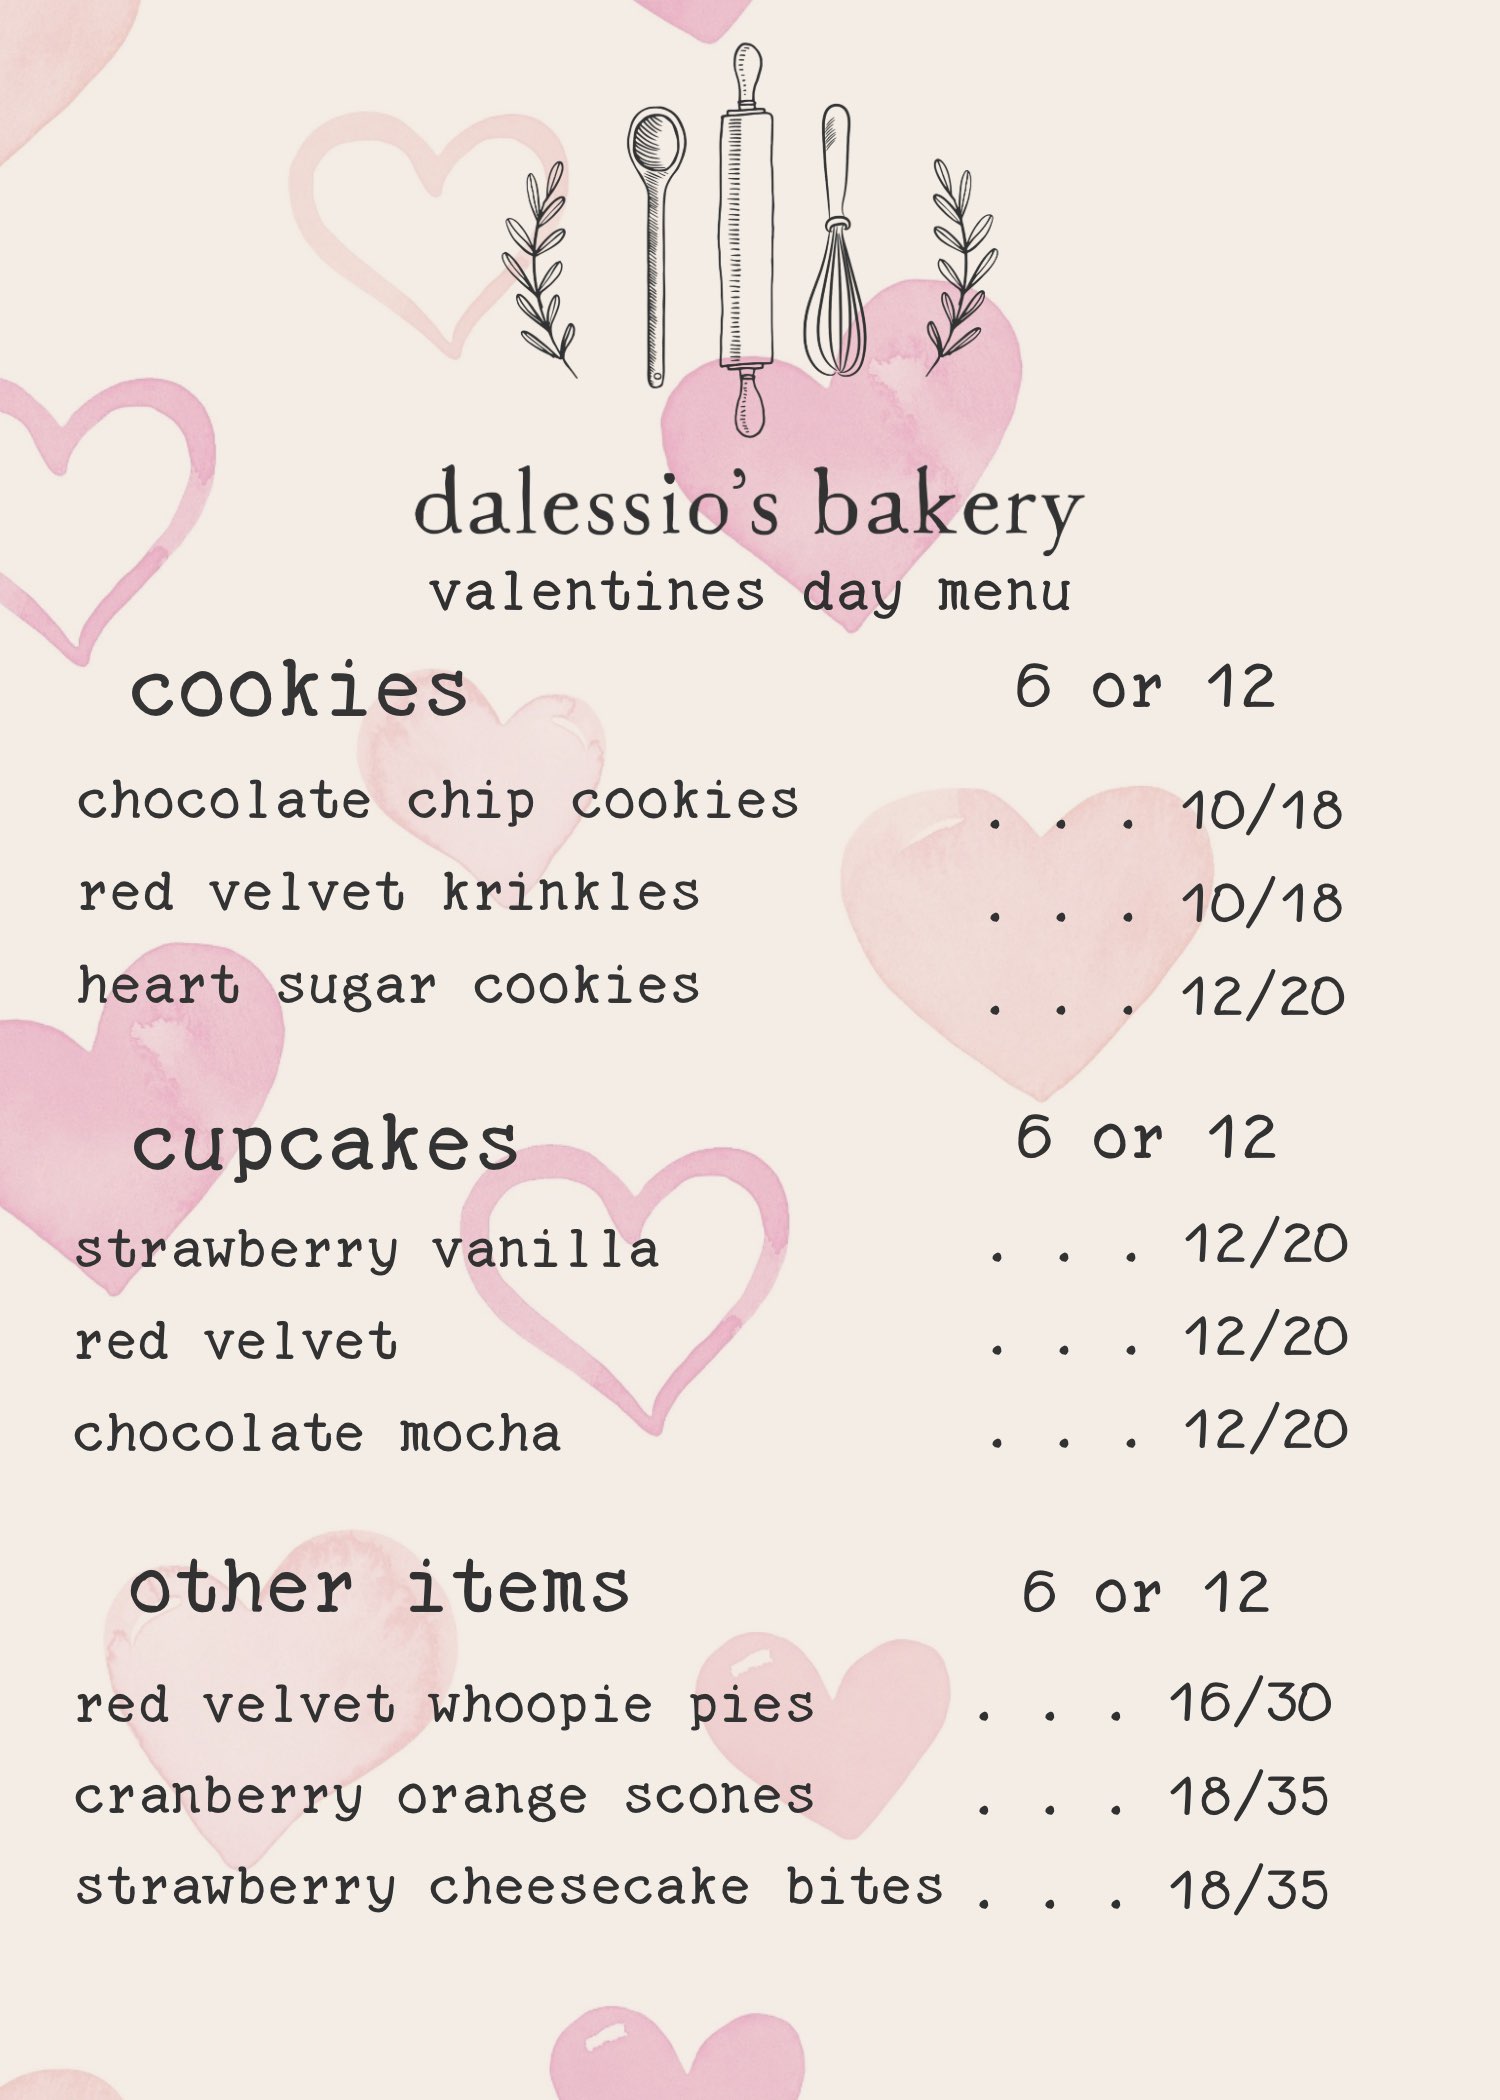 dalessio's bakery
valentines day menu
cookies 6 or 12
chocolate chip cookies . . . 10/18
red velvet krinkles . . . 10/18
heart sugar cookies . . . 12/20
cupcakes 6 or 12
strawberry vanilla . . . 12/20
red velvet . . . 12/20
chocolate mocha . . . 12/20
other items 6 or 12
red velvet whoopie pies . . . 16/30
cranberry orange scones . . . 18/35
strawberry cheesecake bites . . . 18/35